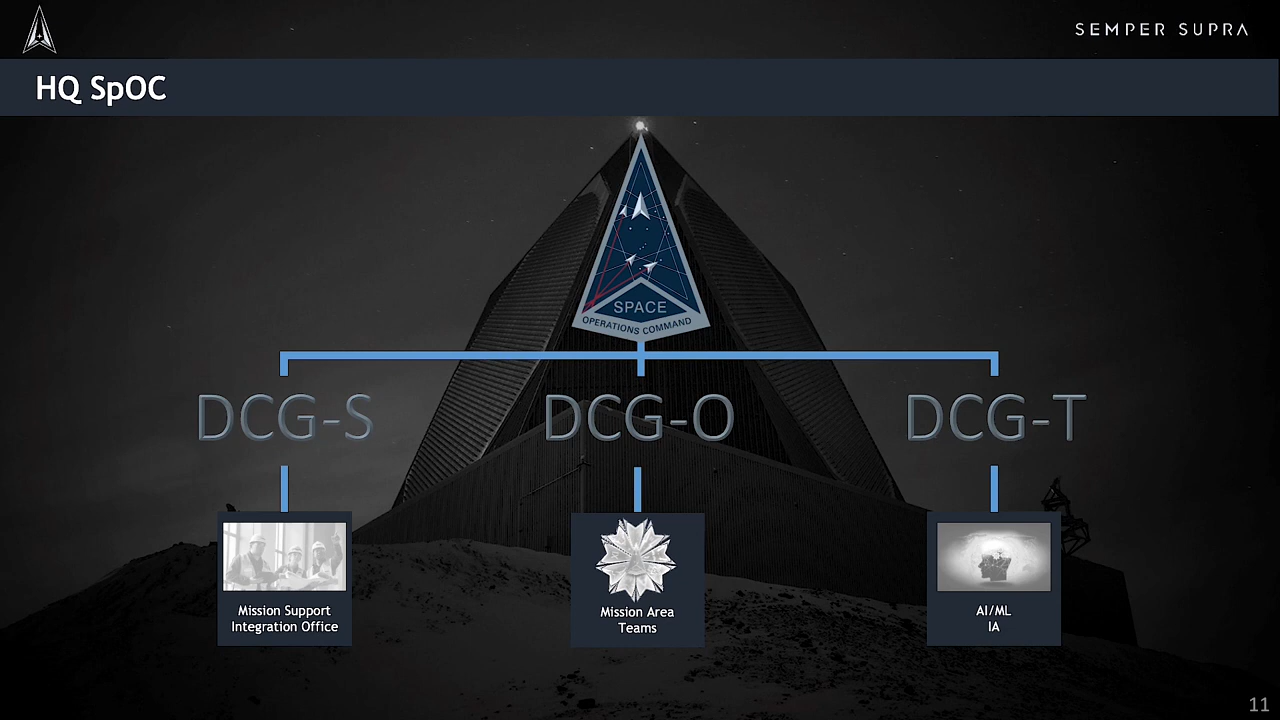 SEMPER SUPRA
HQ SpOC
SPACE
OPERATIONS COMMAND
DCG-S
DCG-O
DCG-T
Mission Support
Integration Office
Mission Area
Teams
AI/ML
IA
11